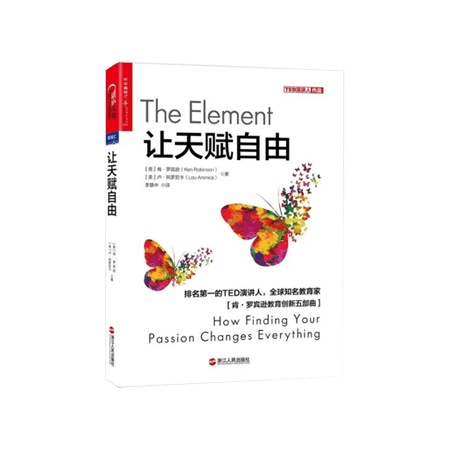 TED演讲人作品
The Element
让天赋自由
[英] 肯·罗宾逊 (Ken Robinson)
[美] 卢·阿罗尼卡 (Lou Aronica) ◎著
李慧中 ◎译
排名第一的TED演讲人,全球知名教育家
[肯·罗宾逊教育创新五部曲]
How Finding Your
Passion Changes Everything
浙江人民出版社
让天赋自由